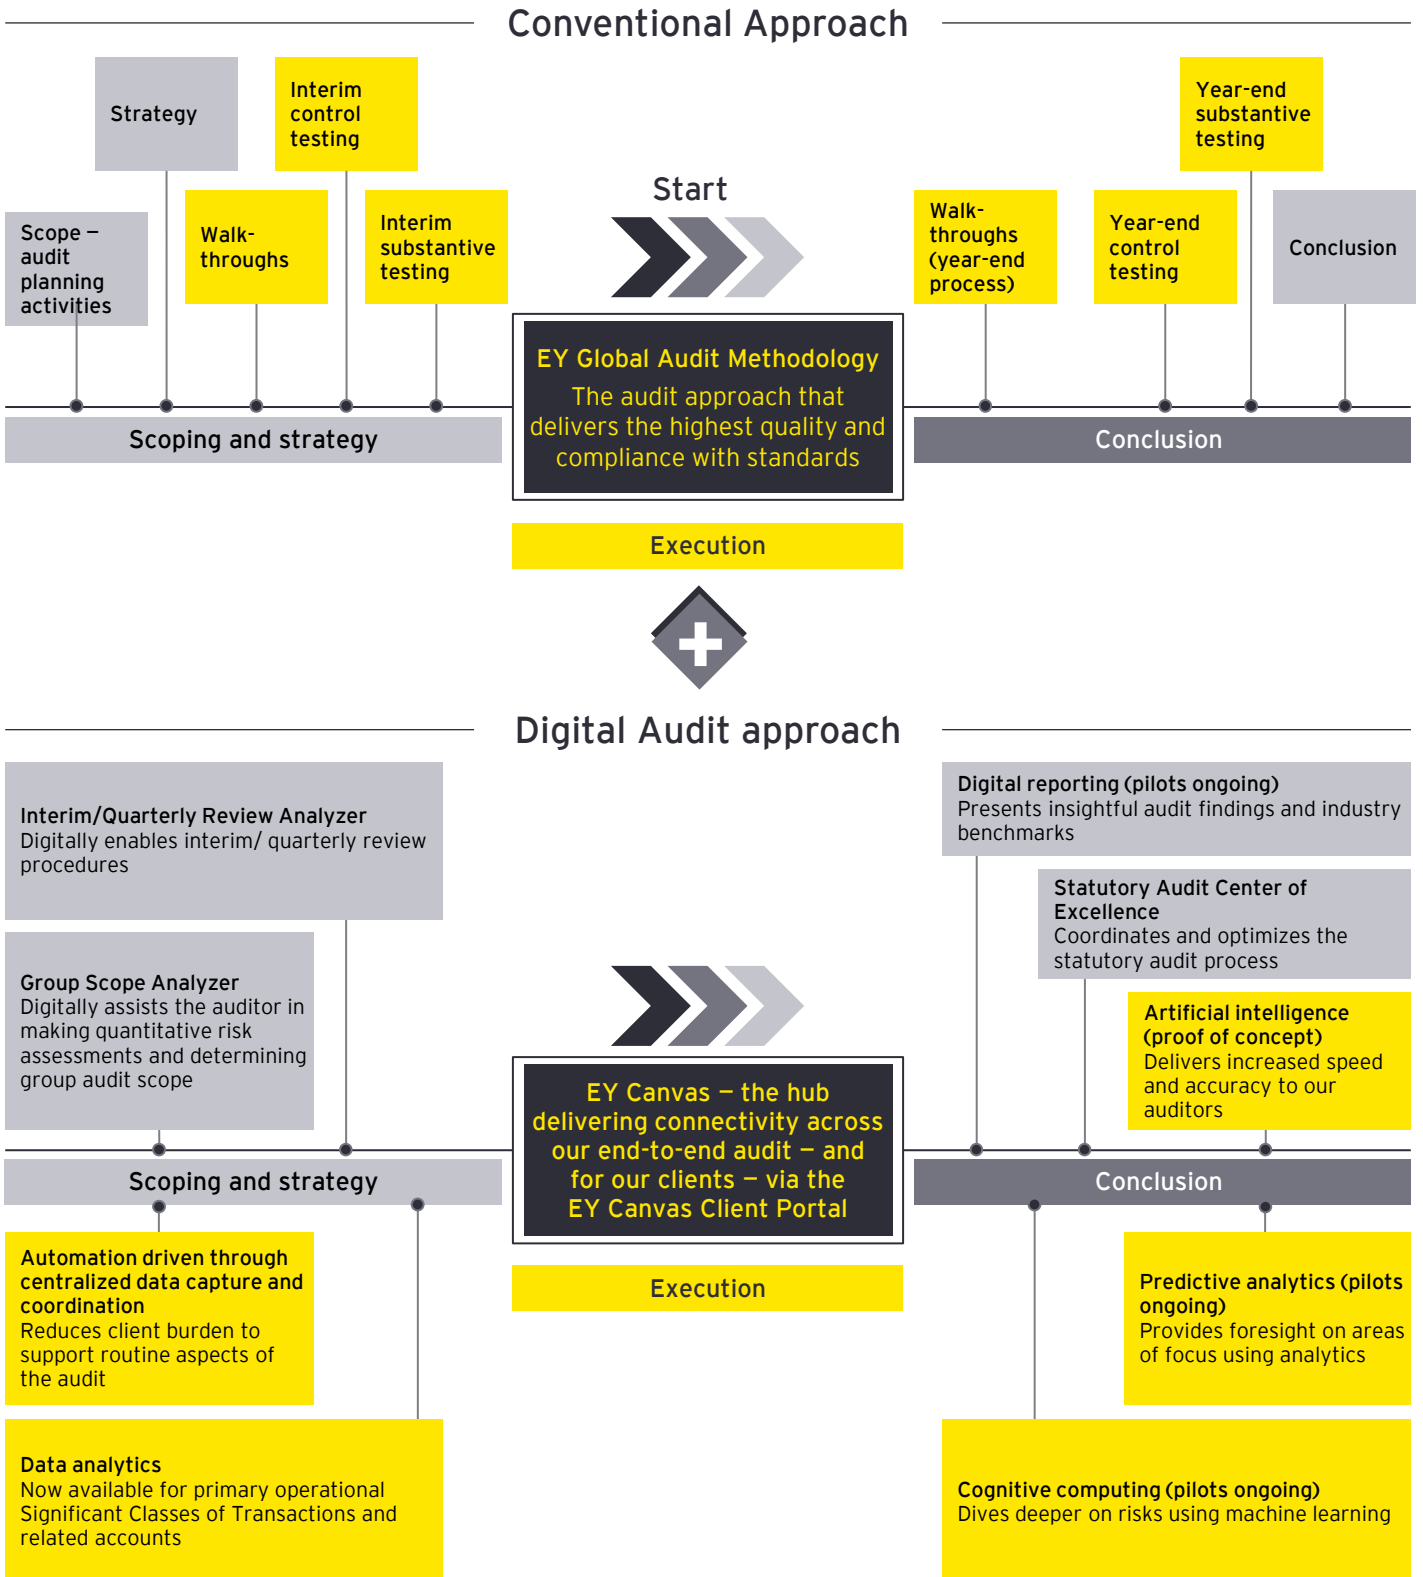 Conventional Approach
Scope –
audit
planning
activities
Strategy
Walk-
throughs
Interim
control
testing
Interim
substantive
testing
Scoping and strategy
Start
EY Global Audit Methodology
The audit approach that
delivers the highest quality and
compliance with standards
Execution
Walk-
throughs
(year-end
process)
Year-end
control
testing
Year-end
substantive
testing
Conclusion
Conclusion
Digital Audit approach
Interim/Quarterly Review Analyzer
Digitally enables interim/ quarterly review
procedures
Group Scope Analyzer
Digitally assists the auditor in
making quantitative risk
assessments and determining
group audit scope
Scoping and strategy
Automation driven through
centralized data capture and
coordination
Reduces client burden to
support routine aspects of
the audit
Data analytics
Now available for primary operational
Significant Classes of Transactions and
related accounts
EY Canvas – the hub
delivering connectivity across
our end-to-end audit – and
for our clients – via the
EY Canvas Client Portal
Execution
Digital reporting (pilots ongoing)
Presents insightful audit findings and industry
benchmarks
Statutory Audit Center of
Excellence
Coordinates and optimizes the
statutory audit process
Artificial intelligence
(proof of concept)
Delivers increased speed
and accuracy to our
auditors
Conclusion
Predictive analytics (pilots
ongoing)
Provides foresight on areas
of focus using analytics
Cognitive computing (pilots ongoing)
Dives deeper on risks using machine learning